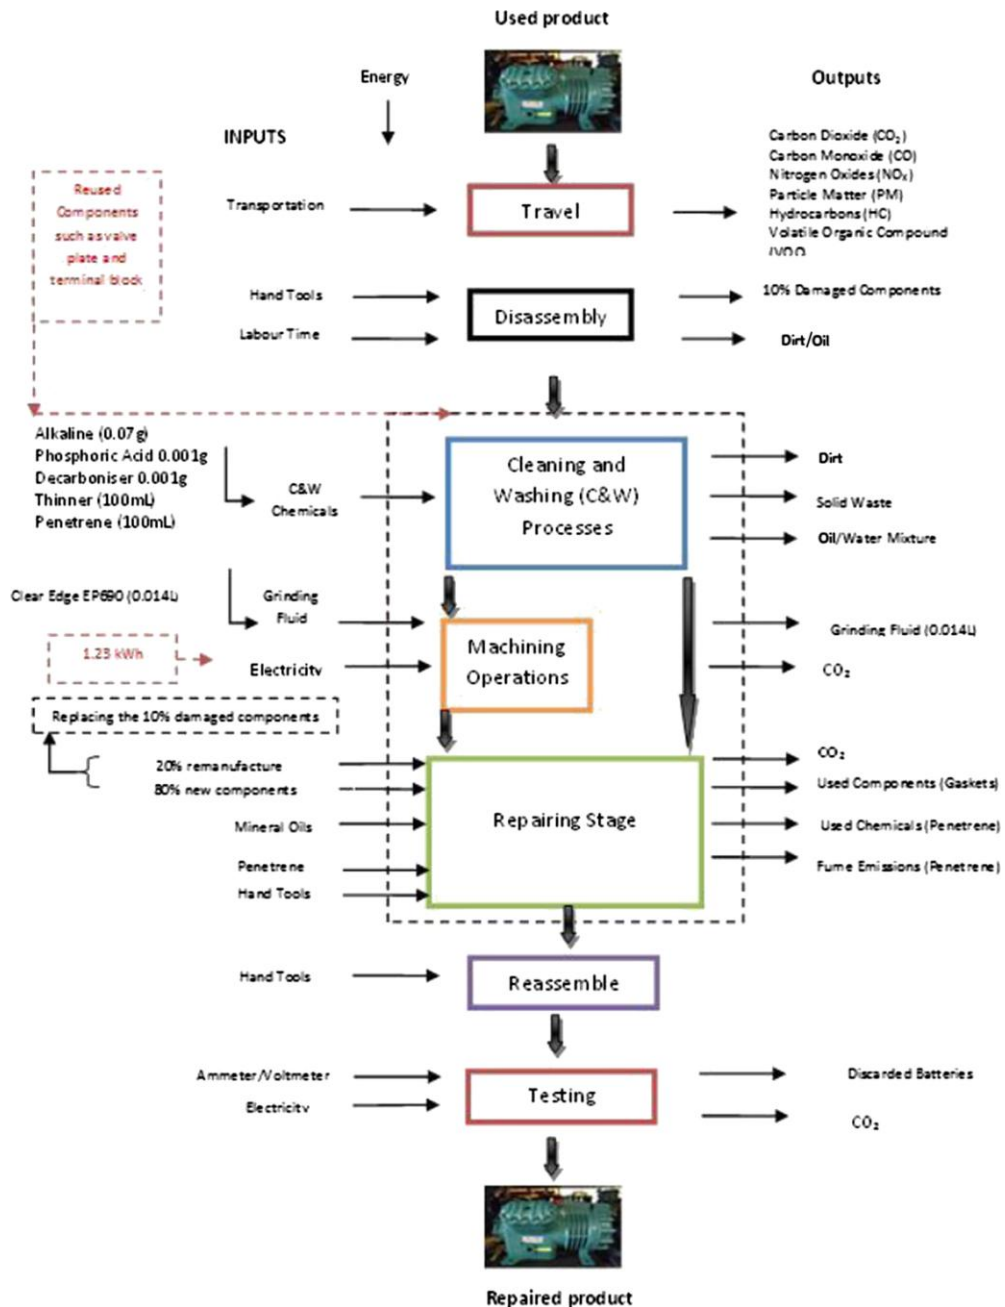 Used product
Energy
Outputs
INPUTS
Carbon Dioxide (CO₂)
Carbon Monoxide (CO)
Nitrogen Oxides (NOₓ)
Particle Matter (PM)
Hydrocarbons (HC)
Volatile Organic Compound
(VOC
Reused
Components
such as valve
plate and
terminal block
Transportation
Travel
Hand Tools
Labour Time
Disassembly
10% Damaged Components
Dirt/Oil
Alkaline (0.07g)
Phosphoric Acid 0.001g
Decarboniser 0.001g
Thinner (100mL)
Penetrene (100mL)
C&W
Chemicals
Cleaning and
Washing (C&W)
Processes
Dirt
Solid Waste
Oil/Water Mixture
Clear Edge EP690 (0.014L)
Grinding
Fluid
1.23 kWh
Electricity
Machining
Operations
Grinding Fluid (0.014L)
CO₂
Replacing the 10% damaged components
20% remanufacture
80% new components
Mineral Oils
Penetrene
Hand Tools
Repairing Stage
CO₂
Used Components (Gaskets)
Used Chemicals (Penetrene)
Fume Emissions (Penetrene)
Hand Tools
Reassemble
Ammeter/Voltmeter
Electricity
Testing
Discarded Batteries
CO₂
Repaired product